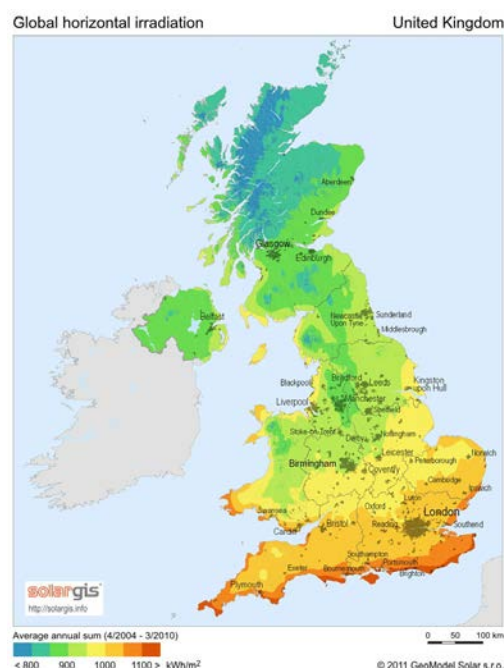 Global horizontal irradiation United Kingdom
Aberdeen
Dundee
Glasgow
Edinburgh
Belfast
Newcastle Upon Tyne
Sunderland
Middlesbrough
Blackpool
Bradford
Leeds
Kingston upon Hull
Liverpool
Manchester
Sheffield
Stoke-on-Trent
Derby
Nottingham
Leicester
Peterborough
Norwich
Birmingham
Coventry
Cambridge
Ipswich
Luton
Oxford
London
Swansea
Cardiff
Bristol
Reading
Southend
Southampton
Portsmouth
Exeter
Bournemouth
Brighton
Plymouth
solargis
http://solargis.info
Average annual sum (4/2004 - 3/2010)
< 800 900 1000 1100 > kWh/m²
0 50 100 km
© 2011 GeoModel Solar s.r.o.